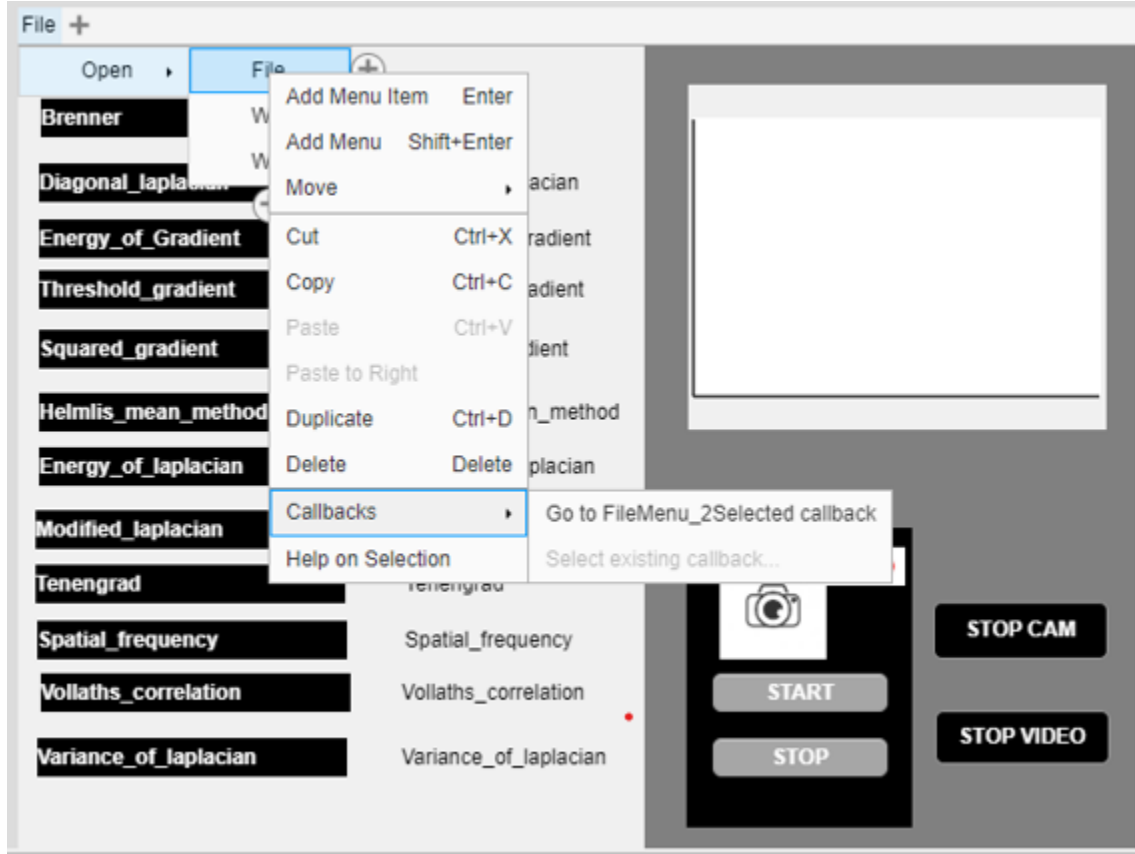 File
Open File
W
W
Add Menu Item Enter
Add Menu Shift+Enter
Move
Cut Ctrl+X
Copy Ctrl+C
Paste Ctrl+V
Paste to Right
Duplicate Ctrl+D
Delete Delete
Callbacks
Help on Selection
Go to FileMenu_2Selected callback
Select existing callback...
Brenner
acian
Energy_of_Gradient radient
Threshold_gradient adient
Squared_gradient dient
Helmlis_mean_method n_method
Energy_of_laplacian placian
Modified_laplacian
Tenengrad Tenengrad
Spatial_frequency Spatial_frequency
Vollaths_correlation Vollaths_correlation
Variance_of_laplacian Variance_of_laplacian
START
STOP
STOP CAM
STOP VIDEO